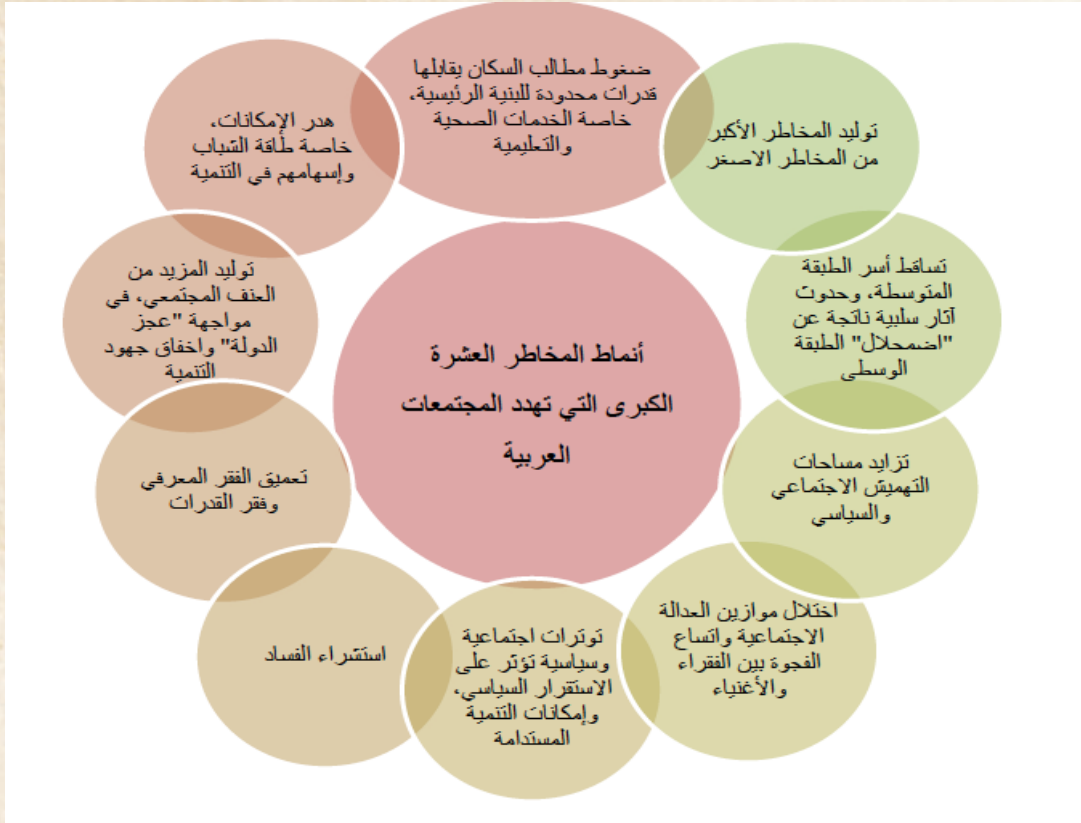 ضغوط مطالب السكان يقابلها
قدرات محدودة للبنية الرئيسية،
خاصة الخدمات الصحية
والتعليمية
توليد المخاطر الأكبر
من المخاطر الاصغر
تساقط أسر الطبقة
المتوسطة، وحدوث
آثار سلبية ناتجة عن
"اضمحلال" الطبقة
الوسطى
تزايد مساحات
التهميش الاجتماعي
والسياسي
اختلال موازين العدالة
الاجتماعية واتساع
الفجوة بين الفقراء
والأغنياء
توترات اجتماعية
وسياسية تؤثر على
الاستقرار السياسي،
وإمكانات التنمية
المستدامة
استشراء الفساد
تعميق الفقر المعرفي
وفقر القدرات
توليد المزيد من
العنف المجتمعي، في
مواجهة "عجز
الدولة" واخفاق جهود
التنمية
هدر الإمكانات،
خاصة طاقة الشباب
وإسهامهم في التنمية
أنماط المخاطر العشرة
الكبرى التي تهدد المجتمعات
العربية